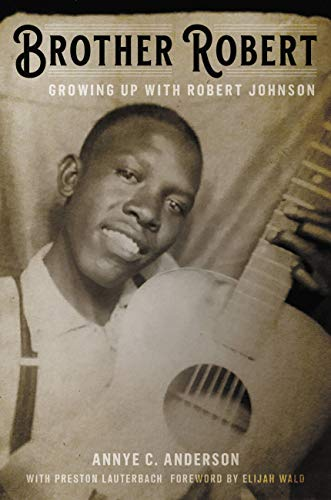 BROTHER ROBERT
GROWING UP WITH ROBERT JOHNSON
ANNYE C. ANDERSON
WITH PRESTON LAUTERBACH FOREWORD BY ELIJAH WALD